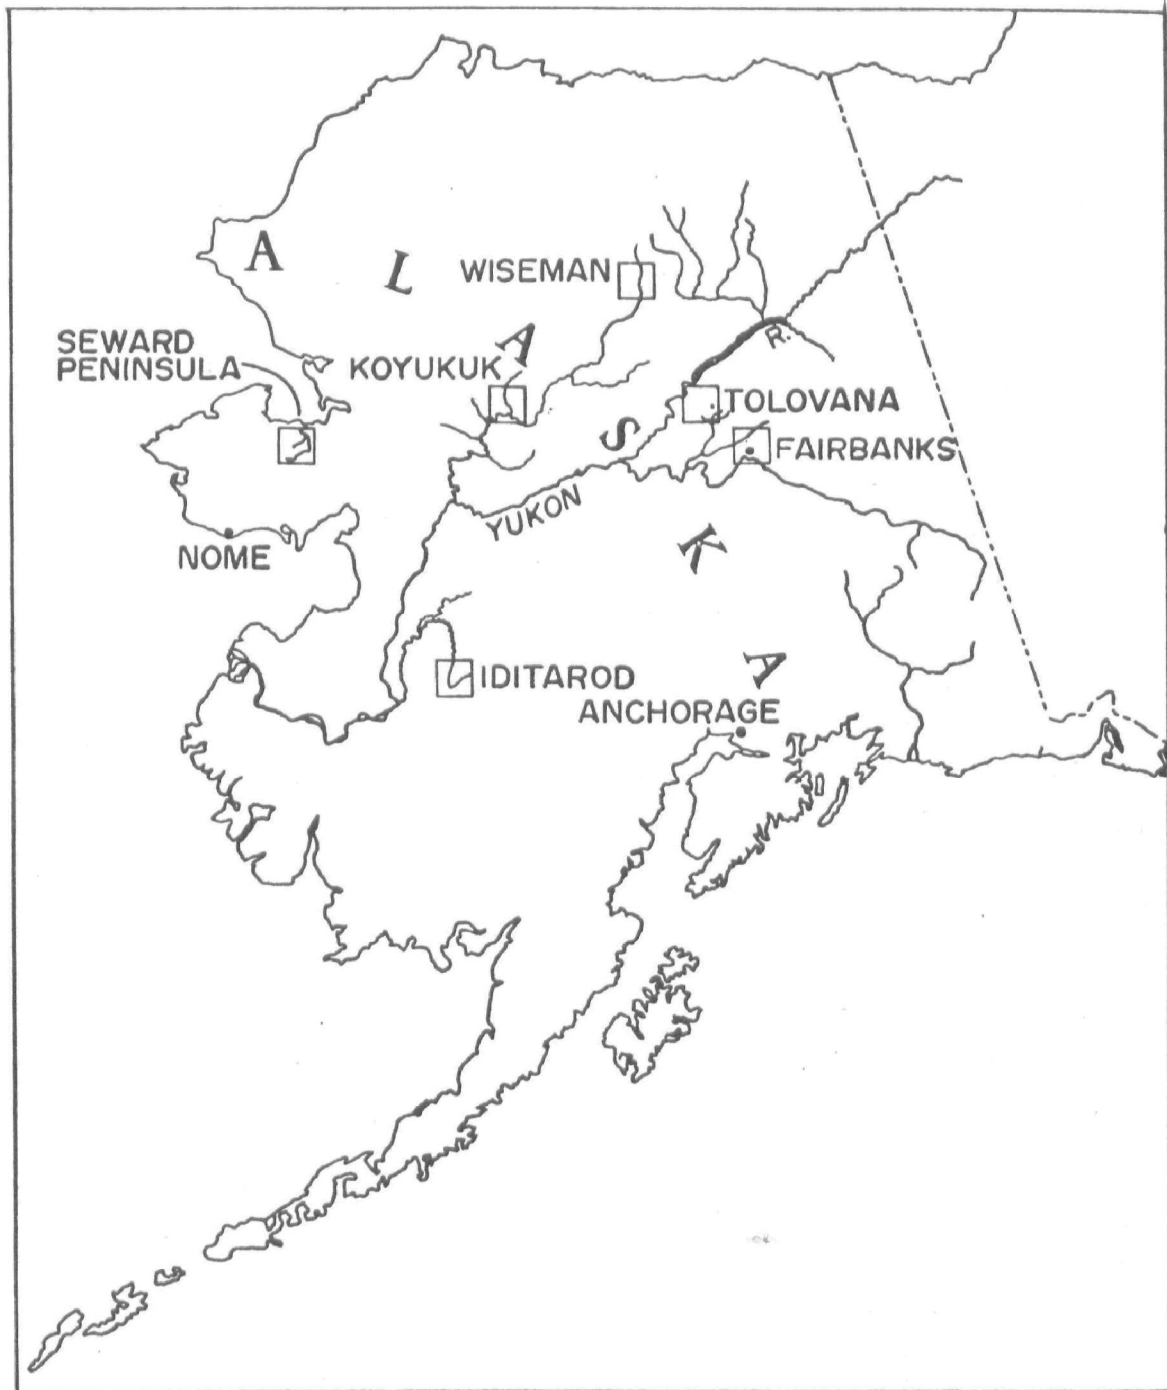 A L A S K A
WISEMAN
SEWARD
PENINSULA
KOYUKUK
TOLOVANA
FAIRBANKS
YUKON R.
NOME
IDITAROD
ANCHORAGE